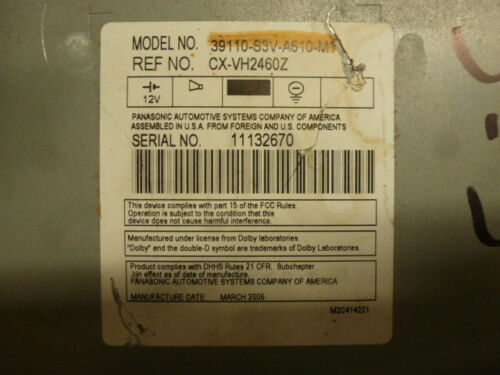 MODEL NO. 39110-S3V-A610-M1
REF NO. CX-VH2460Z
12V
PANASONIC AUTOMOTIVE SYSTEMS COMPANY OF AMERICA
ASSEMBLED IN U.S.A. FROM FOREIGN AND U.S. COMPONENTS
SERIAL NO. 11132670
This device complies with part 15 of the FCC Rules.
Operation is subject to the condition that this
device dges not cause harmful interference.
Manufactured under license from Dolby laboratories.
"Dolby" and the double-D symbol are trademarks of Dolby Laboratories.
Product complies with DHHS Rules 21 CFR. Subchapter
J in effect as of date of manufacture.
PANASONIC AUTOMOTIVE SYSTEMS COMPANY OF AMERICA
MANUFACTURE DATE: MARCH 2006
M2C414221